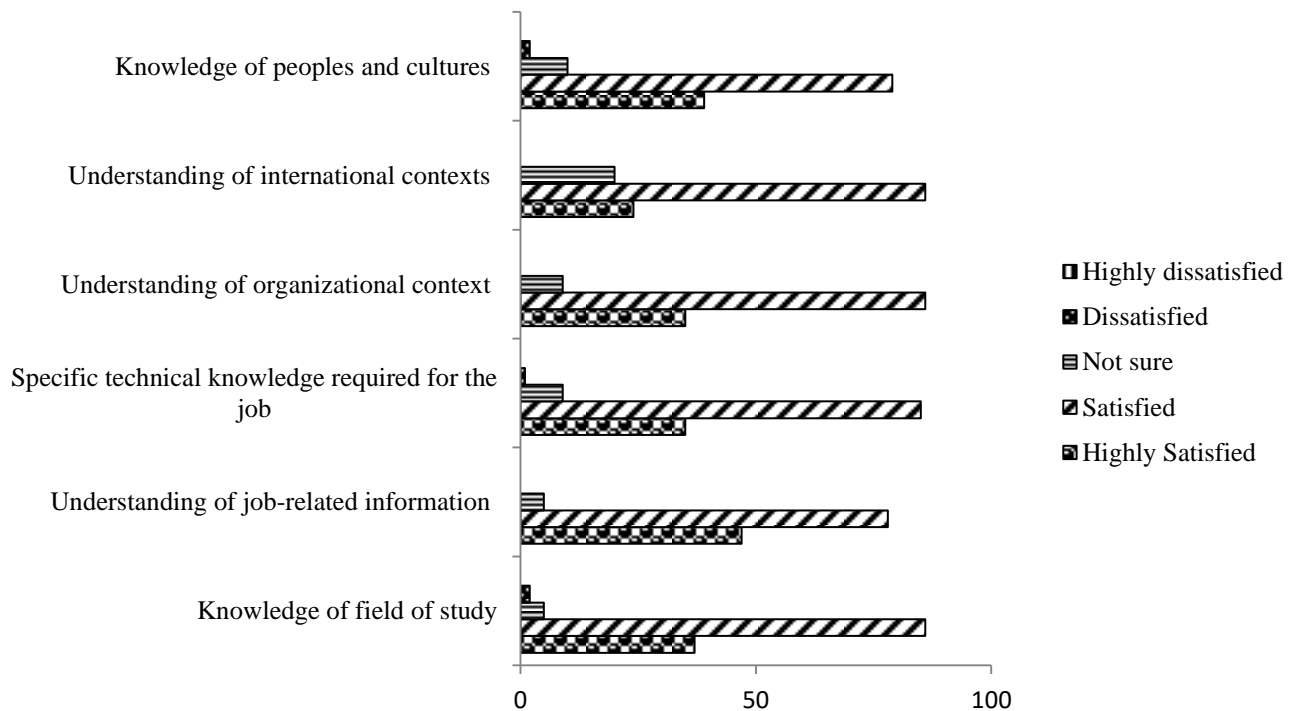 Knowledge of peoples and cultures
Understanding of international contexts
Understanding of organizational context
Specific technical knowledge required for the
job
Understanding of job-related information
Knowledge of field of study
0
50
100
Highly dissatisfied
Dissatisfied
Not sure
Satisfied
Highly Satisfied